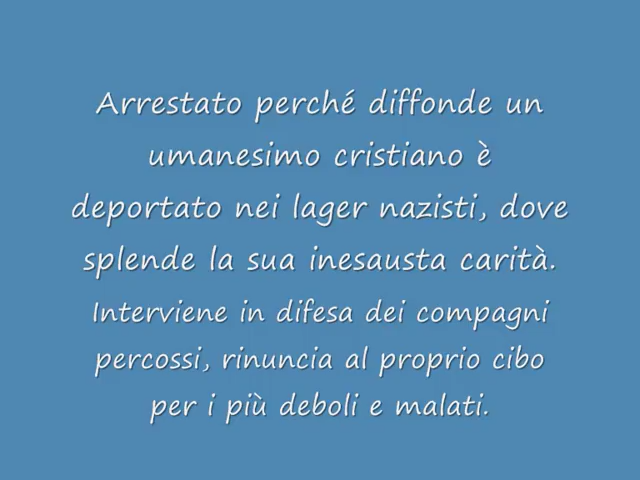 Arrestato perché diffonde un
umanesimo cristiano è
deportato nei lager nazisti, dove
splende la sua inesausta carità.
Interviene in difesa dei compagni
percossi, rinuncia al proprio cibo
per i più deboli e malati.